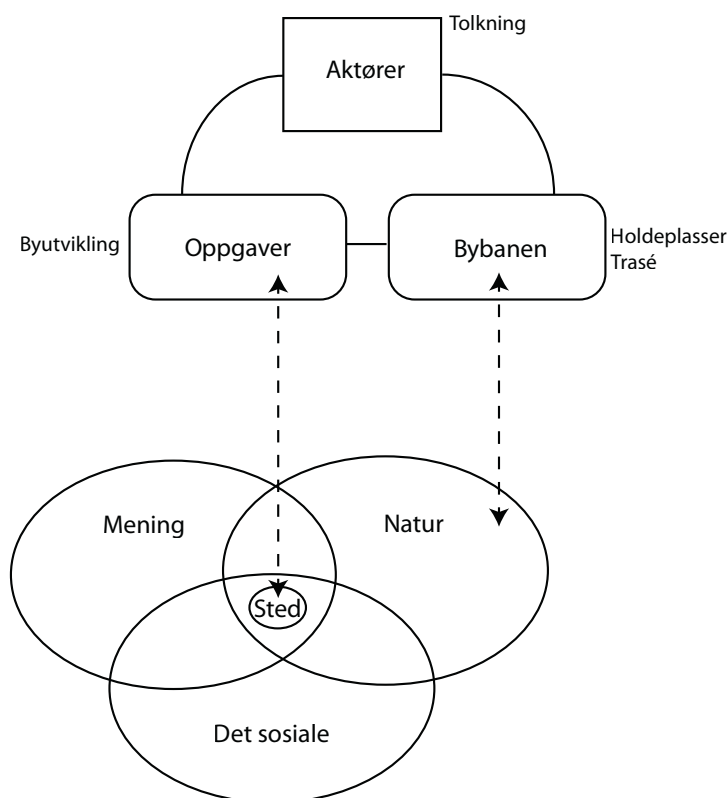 Tolkning
Aktører
Byutvikling
Oppgaver
Bybanen
Holdeplasser
Trasé
Mening
Natur
Sted
Det sosiale